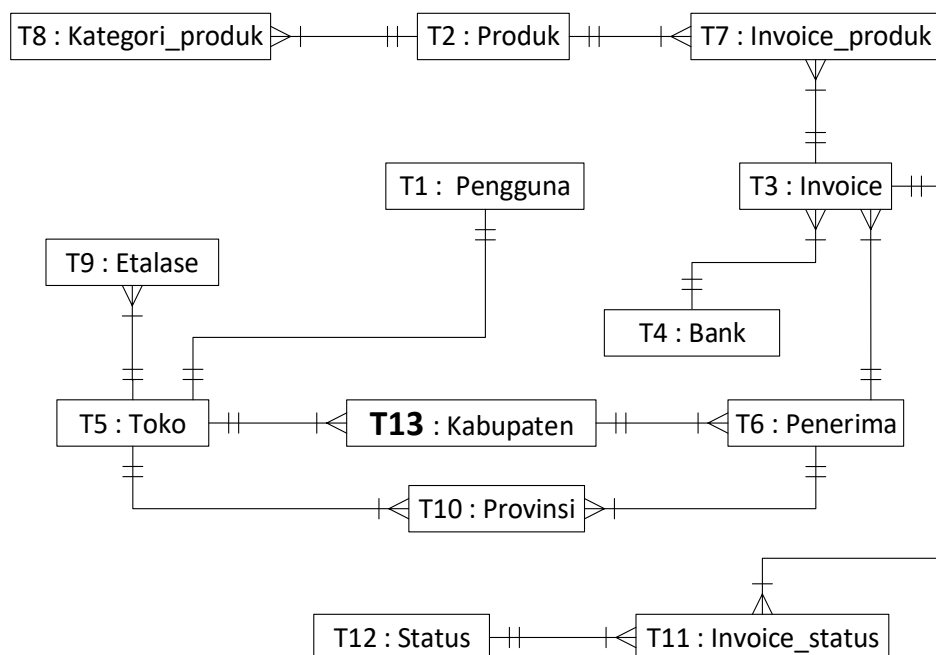 T8 : Kategori_produk
T2 : Produk
T7 : Invoice_produk
T1 :  Pengguna
T3 : Invoice
T9 : Etalase
T4 : Bank
T5 : Toko
T13 : Kabupaten
T6 : Penerima
T10 : Provinsi
T12 : Status
T11 : Invoice_status